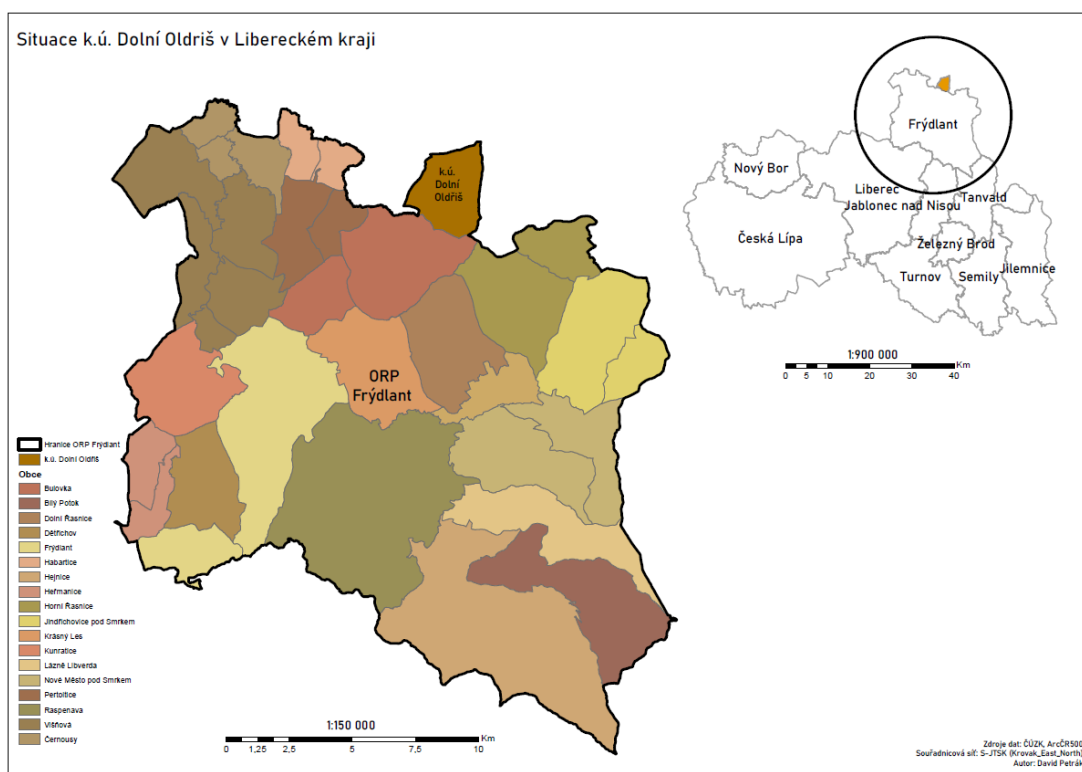 Situace k.ú. Dolní Oldriš v Libereckém kraji
k.ú.
Dolní
Oldřiš
ORP
Frýdlant
Frýdlant
Nový Bor
Liberec
Jablonec nad Nisou
Tanvald
Česká Lípa
Železný Brod
Turnov
Semily
Jilemnice
1:900 000
0 5 10 20 30 40
Km
Hranice ORP Frýdlant
k.ú. Dolní Oldřiš
Obce
Bulovka
Bílý Potok
Dolní Řasnice
Dětřichov
Frýdlant
Habartice
Hejnice
Heřmanice
Horní Řasnice
Jindřichovice pod Smrkem
Krásný Les
Kunratice
Lázně Libverda
Nové Město pod Smrkem
Pertoltice
Raspenava
Višňová
Černousy
1:150 000
0 1,25 2,5 5 7,5 10
Km
Zdroje dat: ČÚZK, ArcČR500
Souřadnicová síť: S-JTSK (Krovak_East_North)
Autor: David Petrák